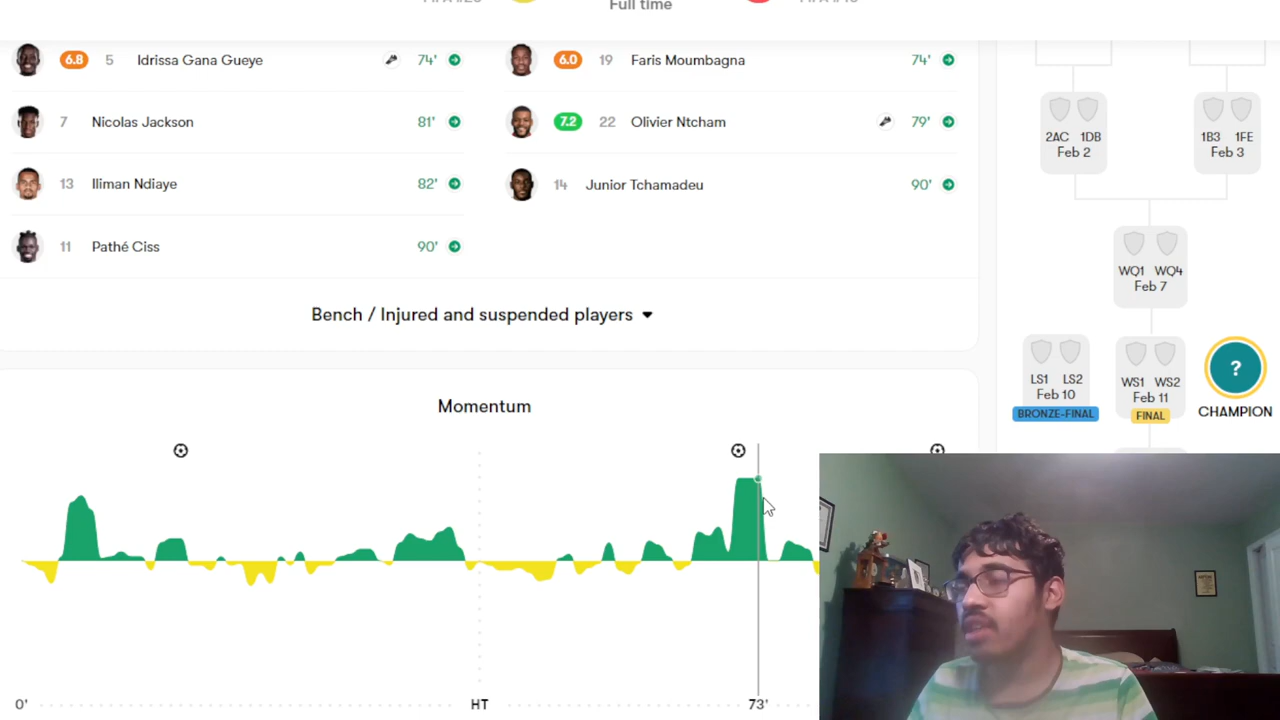 Full time
6.8 5 Idrissa Gana Gueye 74'
6.0 19 Faris Moumbagna 74'
7 Nicolas Jackson 81'
7.2 22 Olivier Ntcham 79'
13 Iliman Ndiaye 82'
14 Junior Tchamadeu 90'
11 Pathé Ciss 90'
Bench / Injured and suspended players
Momentum
0'
HT
73'
2AC 1DB
Feb 2
1B3 1FE
Feb 3
WQ1 WQ4
Feb 7
LS1 LS2
Feb 10
BRONZE-FINAL
WS1 WS2
Feb 11
FINAL
?
CHAMPION